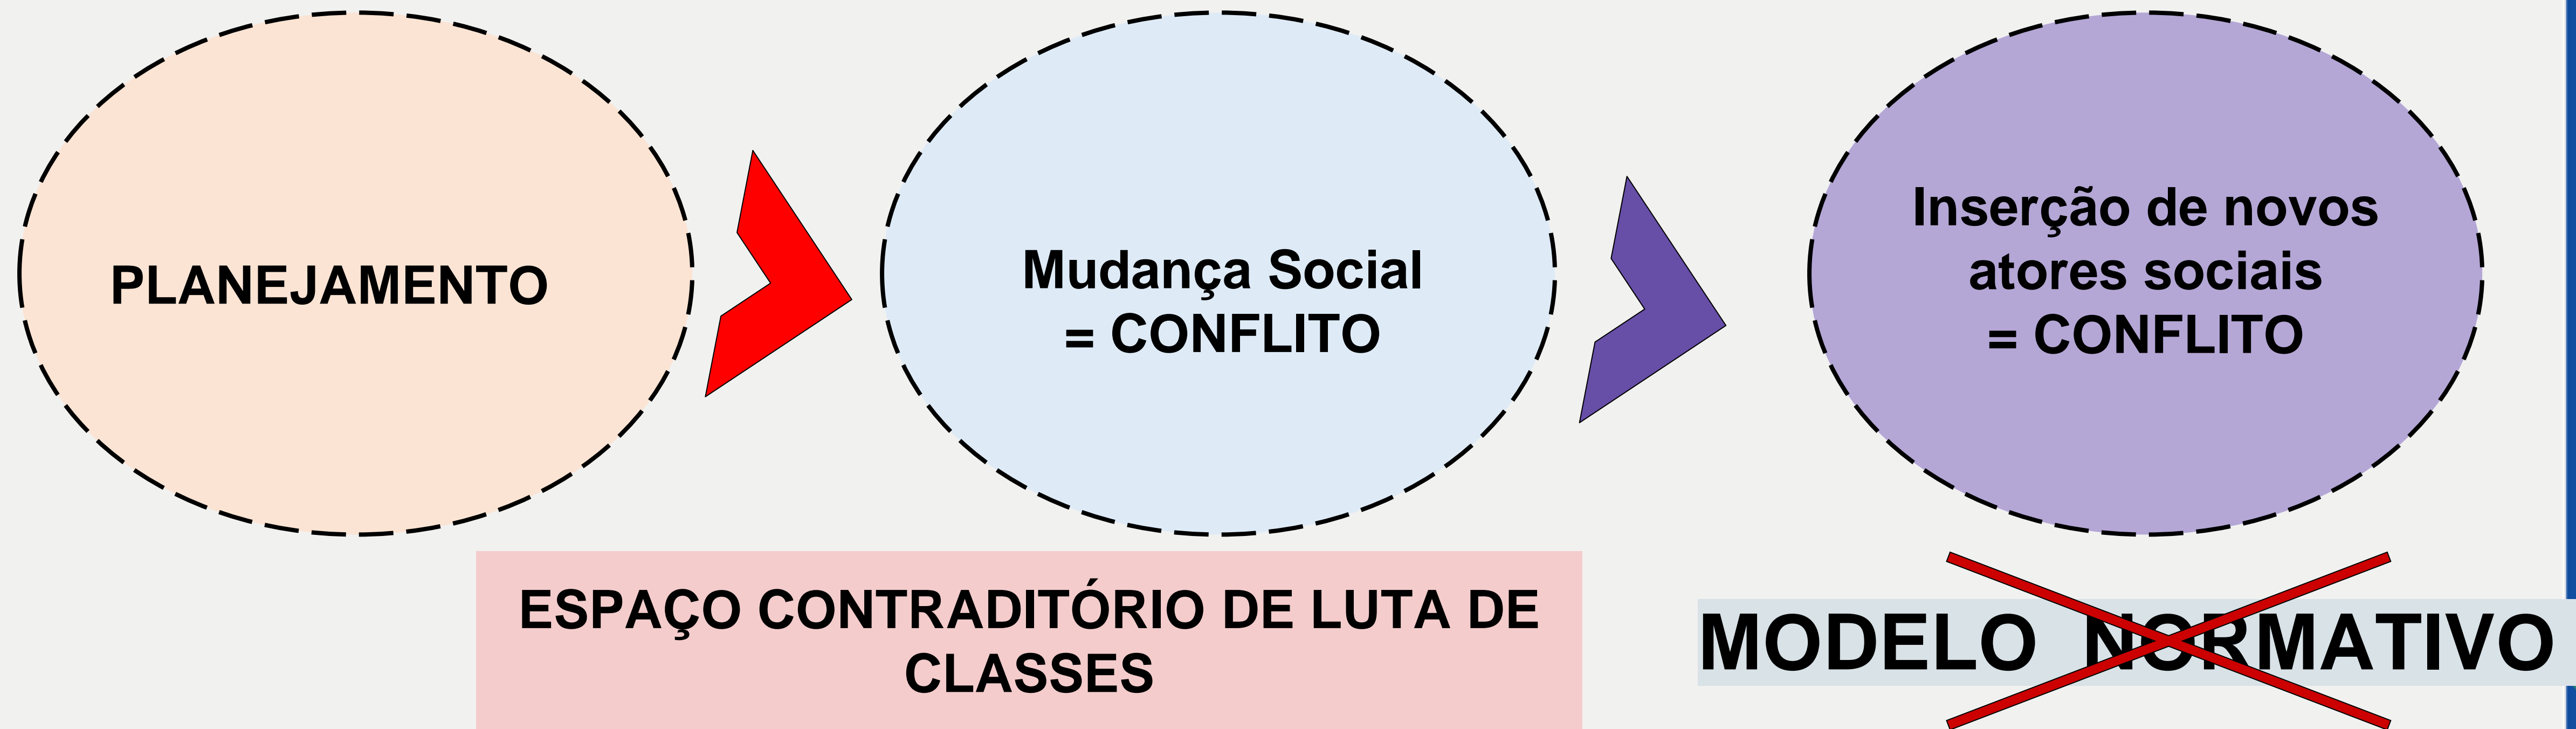 PLANEJAMENTO
Mudança Social
= CONFLITO
Inserção de novos
atores sociais
= CONFLITO
ESPAÇO CONTRADITÓRIO DE LUTA DE
CLASSES
MODELO NORMATIVO